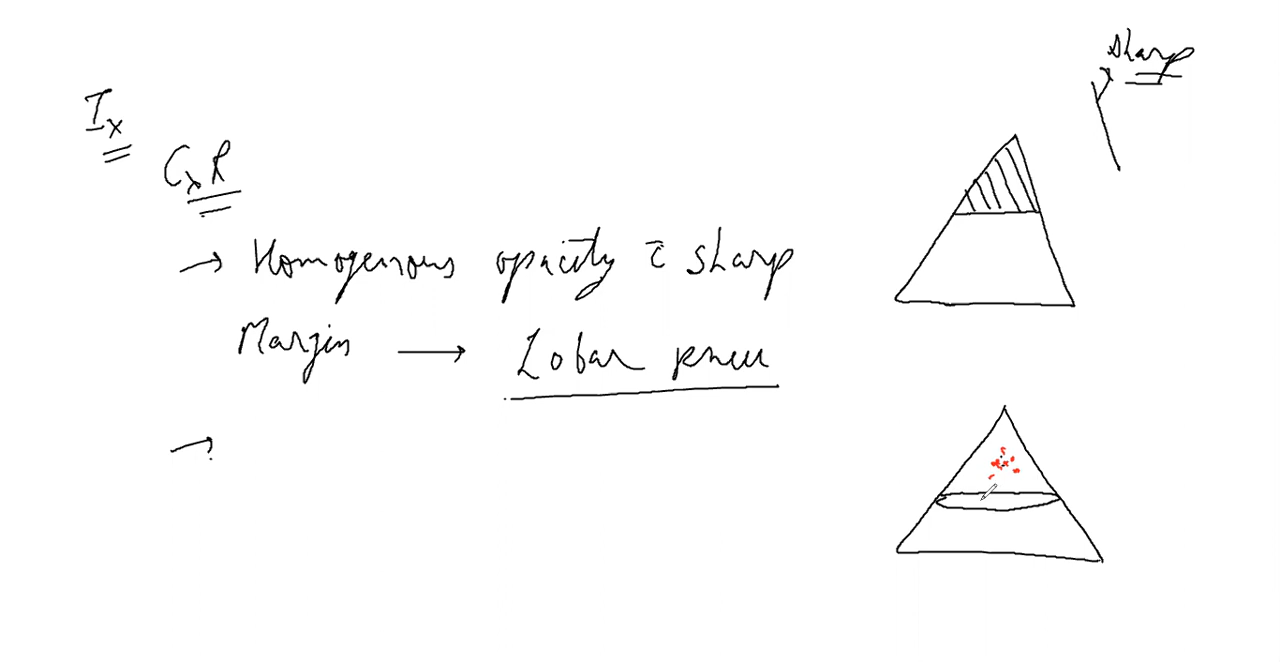 sharp
Ix
CxR
→ Homogenous opacity c̄ sharp
Margin → Lobar pneu
→